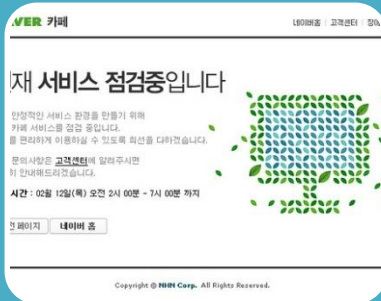 VER 카페
네이버홈 | 고객센터
재 서비스 점검중입니다
안정적인 서비스 환경을 만들기 위해
카페 서비스를 점검 중입니다.
를 편리하게 이용하실 수 있도록 최선을 다하겠습니다.
문의사항은 고객센터에 알려주시면
히 안내해드리겠습니다.
시간 : 02월 12일(목) 오전 2시 00분 - 7시 00분 까지
전 페이지 네이버 홈
Copyright @ NHN Corp. All Rights Reserved.